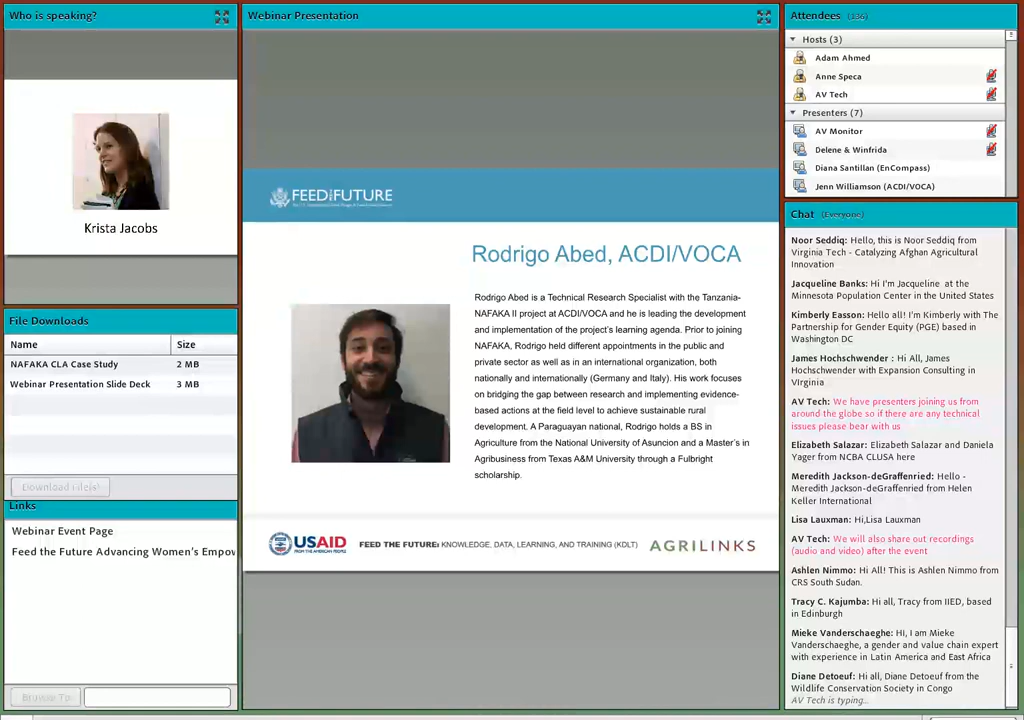 Who is speaking?
Krista Jacobs
File Downloads
Name Size
NAFAKA CLA Case Study 2 MB
Webinar Presentation Slide Deck 3 MB
Download File(s)
Links
Webinar Event Page
Feed the Future Advancing Women's Empow
Browse To
Webinar Presentation
FEED THE FUTURE
Rodrigo Abed, ACDI/VOCA
Rodrigo Abed is a Technical Research Specialist with the Tanzania-
NAFAKA II project at ACDI/VOCA and he is leading the development
and implementation of the project's learning agenda. Prior to joining
NAFAKA, Rodrigo held different appointments in the public and
private sector as well as in an international organization, both
nationally and internationally (Germany and Italy). His work focuses
on bridging the gap between research and implementing evidence-
based actions at the field level to achieve sustainable rural
development. A Paraguayan national, Rodrigo holds a BS in
Agriculture from the National University of Asuncion and a Master's in
Agribusiness from Texas A&M University through a Fulbright
scholarship.
USAID
FROM THE AMERICAN PEOPLE
FEED THE FUTURE: KNOWLEDGE, DATA, LEARNING, AND TRAINING (KDLT)
AGRILINKS
Attendees (136)
Hosts (3)
Adam Ahmed
Anne Speca
AV Tech
Presenters (7)
AV Monitor
Delene & Winfrida
Diana Santillan (EnCompass)
Jenn Williamson (ACDI/VOCA)
Chat (Everyone)
Noor Seddiq: Hello, this is Noor Seddiq from
Virginia Tech - Catalyzing Afghan Agricultural
Innovation
Jacqueline Banks: Hi I'm Jacqueline at the
Minnesota Population Center in the United States
Kimberly Easson: Hello all! I'm Kimberly with The
Partnership for Gender Equity (PGE) based in
Washington DC
James Hochschwender : Hi All, James
Hochschwender with Expansion Consulting in
VIrginia
AV Tech: We have presenters joining us from
around the globe so if there are any technical
issues please bear with us
Elizabeth Salazar: Elizabeth Salazar and Daniela
Yager from NCBA CLUSA here
Meredith Jackson-deGraffenried: Hello -
Meredith Jackson-deGraffenried from Helen
Keller International
Lisa Lauxman: Hi,Lisa Lauxman
AV Tech: We will also share out recordings
(audio and video) after the event
Ashlen Nimmo: Hi All! This is Ashlen Nimmo from
CRS South Sudan.
Tracy C. Kajumba: Hi all, Tracy from IIED, based
in Edinburgh
Mieke Vanderschaeghe: HI, I am Mieke
Vanderschaeghe, a gender and value chain expert
with experience in Latin America and East Africa
Diane Detoeuf: Hi all, Diane Detoeuf from the
Wildlife Conservation Society in Congo
AV Tech is typing...